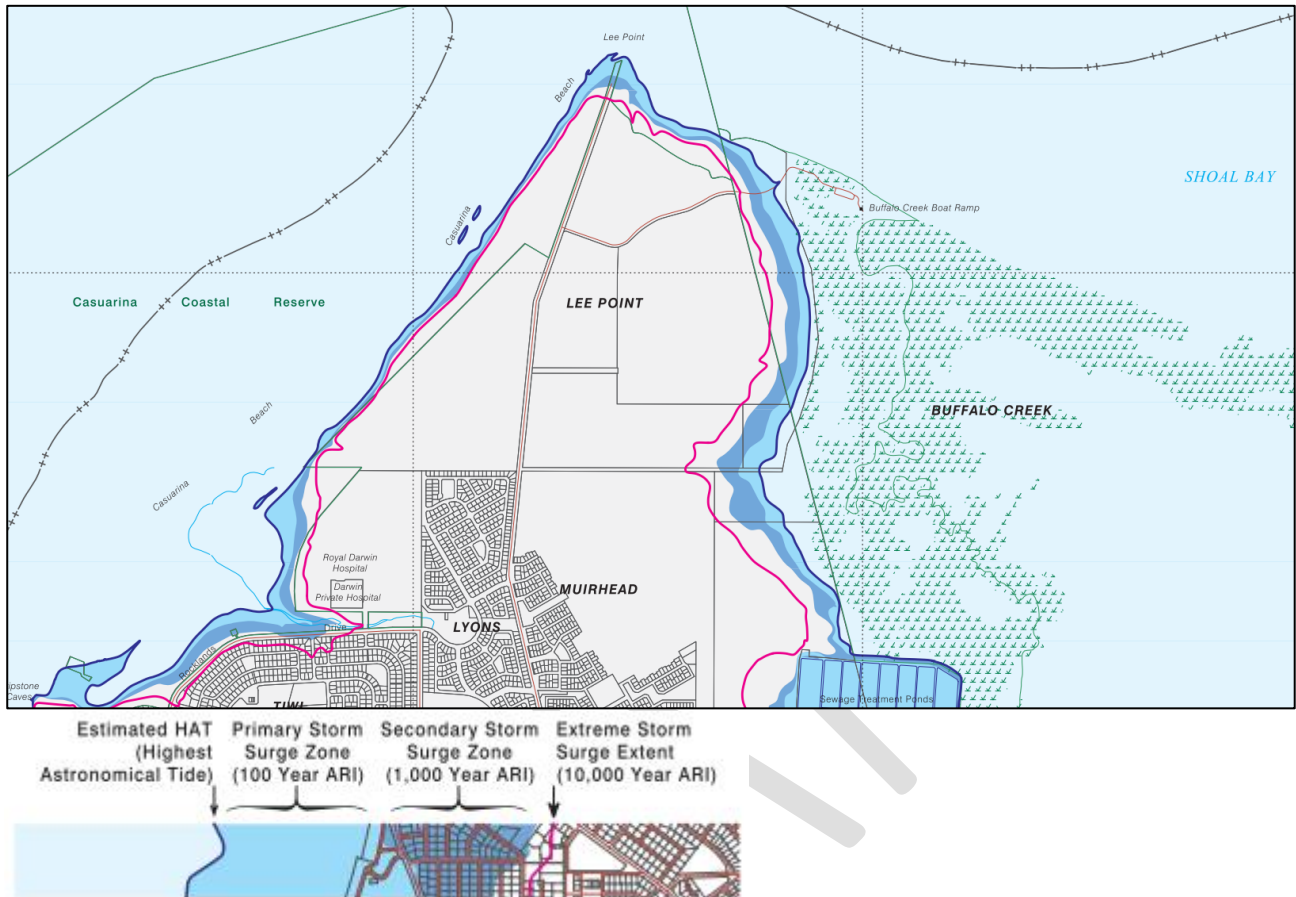 Lee Point
Beach
SHOAL BAY
Buffalo Creek Boat Ramp
Casuarina
Casuarina Coastal Reserve
LEE POINT
Beach
BUFFALO CREEK
Casuarina
Royal Darwin
Hospital
Darwin
Private Hospital
MUIRHEAD
LYONS
Drive
Rocklands
ipstone
Caves
TIWI
Sewage Treatment Ponds
Estimated HAT
(Highest
Astronomical Tide)
Primary Storm
Surge Zone
(100 Year ARI)
Secondary Storm
Surge Zone
(1,000 Year ARI)
Extreme Storm
Surge Extent
(10,000 Year ARI)